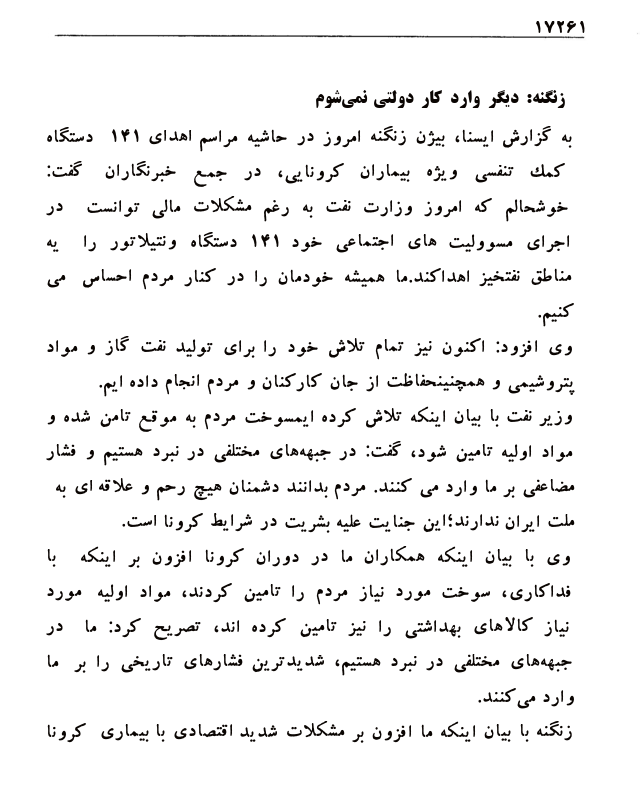 ۱۷۲۶۱
زنگنه: دیگر وارد کار دولتی نمی‌شوم
به گزارش ایسنا، بیژن زنگنه امروز در حاشیه مراسم اهدای ۱۴۱ دستگاه
کمك تنفسی ویژه بیماران کرونایی، در جمع خبرنگاران گفت:
خوشحالم که امروز وزارت نفت به رغم مشکلات مالی توانست در
اجرای مسوولیت های اجتماعی خود ۱۴۱ دستگاه ونتیلاتور را یه
مناطق نفتخیز اهداکند.ما همیشه خودمان را در کنار مردم احساس می
کنیم.
وی افزود: اکنون نیز تمام تلاش خود را برای تولید نفت گاز و مواد
پتروشیمی و همچنینحفاظت از جان کارکنان و مردم انجام داده ایم.
وزیر نفت با بیان اینکه تلاش کرده ایمسوخت مردم به موقع تامن شده و
مواد اولیه تامین شود، گفت: در جبهه‌های مختلفی در نبرد هستیم و فشار
مضاعفی بر ما وارد می کنند. مردم بدانند دشمنان هیچ رحم و علاقه ای به
ملت ایران ندارند؛این جنایت علیه بشریت در شرایط کرونا است.
وی با بیان اینکه همکاران ما در دوران کرونا افزون بر اینکه با
فداکاری، سوخت مورد نیاز مردم را تامین کردند، مواد اولیه مورد
نیاز کالاهای بهداشتی را نیز تامین کرده اند، تصریح کرد: ما در
جبهه‌های مختلفی در نبرد هستیم، شدیدترین فشارهای تاریخی را بر ما
وارد می‌کنند.
زنگنه با بیان اینکه ما افزون بر مشکلات شدید اقتصادی با بیماری کرونا